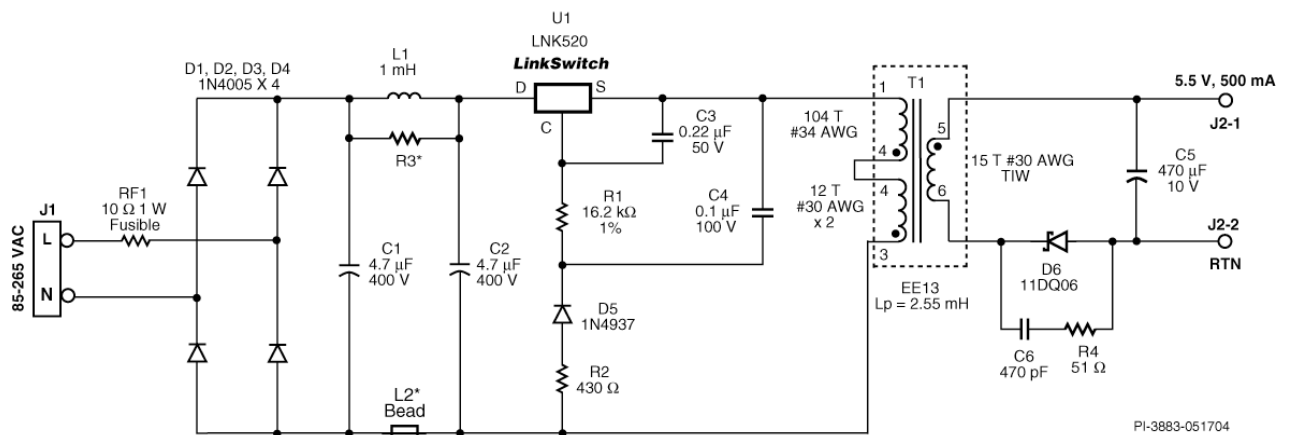 U1
LNK520
LinkSwitch
L1
1 mH
D1, D2, D3, D4
1N4005 X 4
D
S
C
T1
1
5.5 V, 500 mA
J2-1
C3
0.22 µF
50 V
104 T
#34 AWG
4
5
R3*
15 T #30 AWG
TIW
C5
470 µF
10 V
RF1
10 Ω 1 W
Fusible
J1
L
N
85-265 VAC
R1
16.2 kΩ
1%
C4
0.1 µF
100 V
12 T
#30 AWG
x 2
4
6
3
J2-2
RTN
C1
4.7 µF
400 V
C2
4.7 µF
400 V
EE13
Lp = 2.55 mH
D6
11DQ06
D5
1N4937
C6
470 pF
R4
51 Ω
R2
430 Ω
L2*
Bead
PI-3883-051704